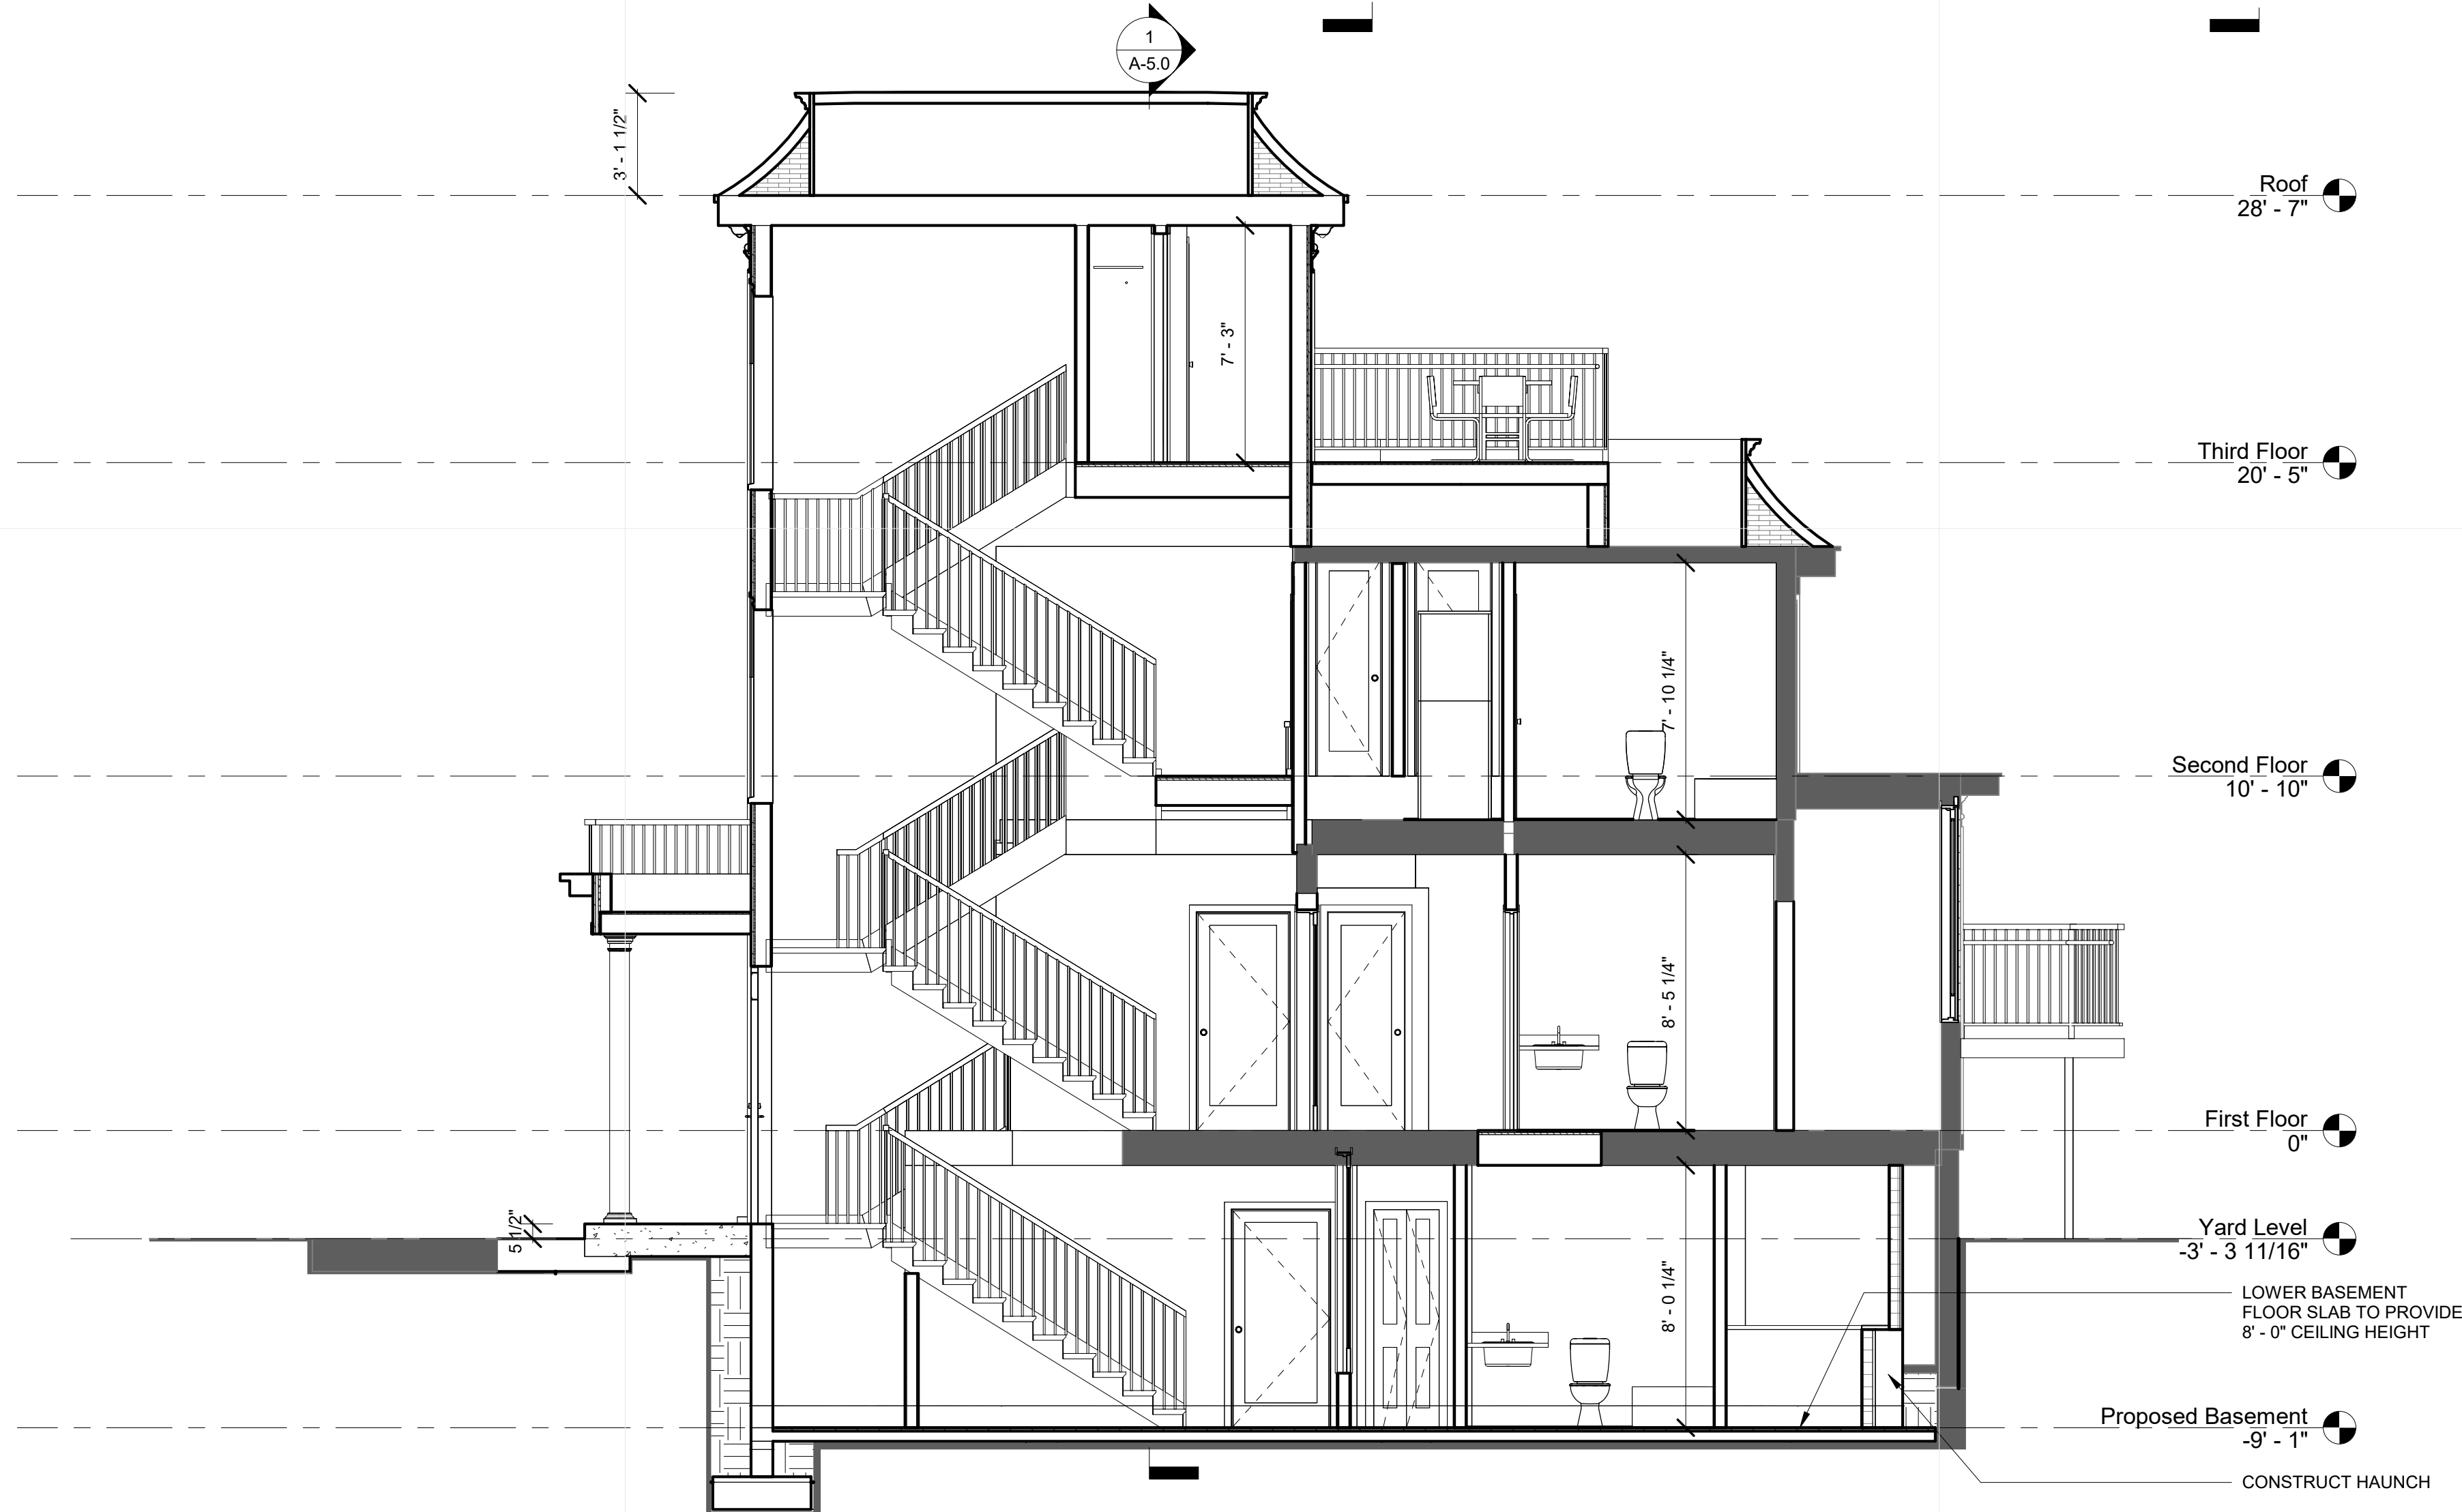 1
A-5.0
3' - 1 1/2"
Roof
28' - 7"
7' - 3"
Third Floor
20' - 5"
7' - 10 1/4"
Second Floor
10' - 10"
8' - 5 1/4"
First Floor
0"
5 1/2"
Yard Level
-3' - 3 11/16"
8' - 0 1/4"
LOWER BASEMENT
FLOOR SLAB TO PROVIDE
8' - 0" CEILING HEIGHT
Proposed Basement
-9' - 1"
CONSTRUCT HAUNCH